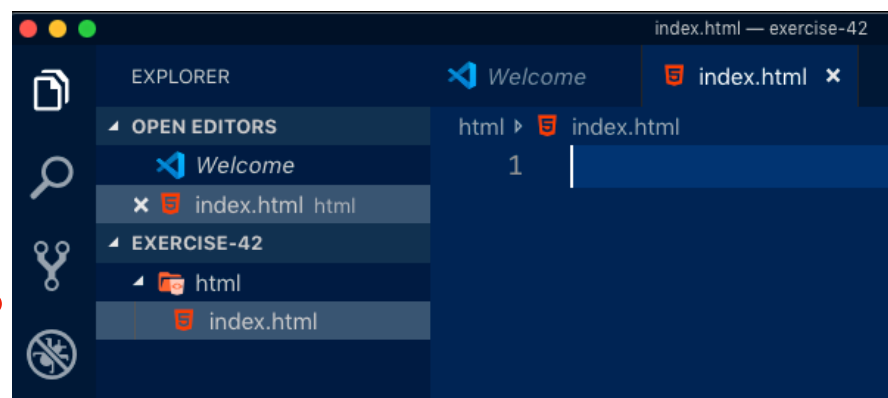 index.html — exercise-42
EXPLORER
OPEN EDITORS
Welcome
index.html html
EXERCISE-42
html
index.html
Welcome
index.html
html index.html
1